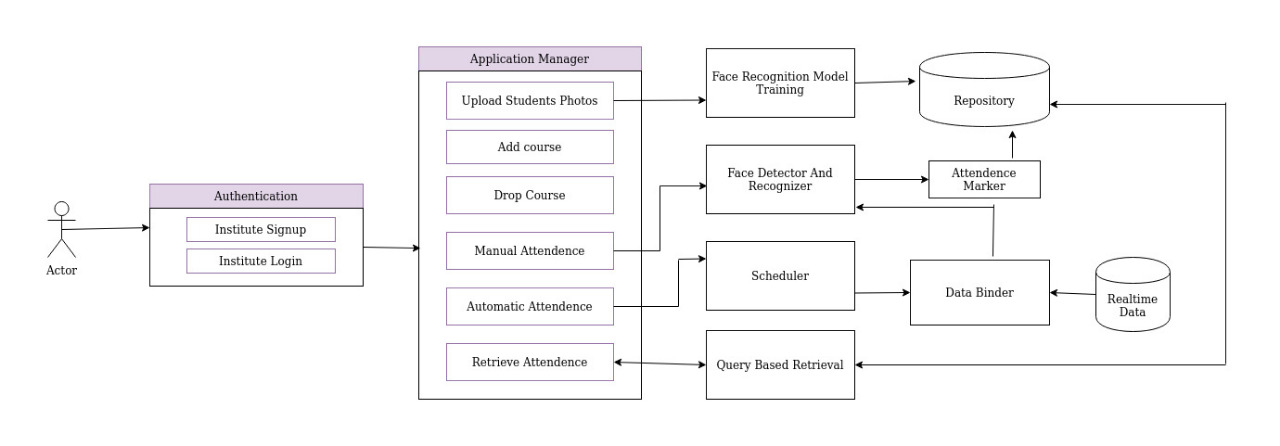 Actor
Authentication
Institute Signup
Institute Login
Application Manager
Upload Students Photos
Add course
Drop Course
Manual Attendence
Automatic Attendence
Retrieve Attendence
Face Recognition Model
Training
Face Detector And
Recognizer
Scheduler
Query Based Retrieval
Repository
Attendence
Marker
Data Binder
Realtime
Data